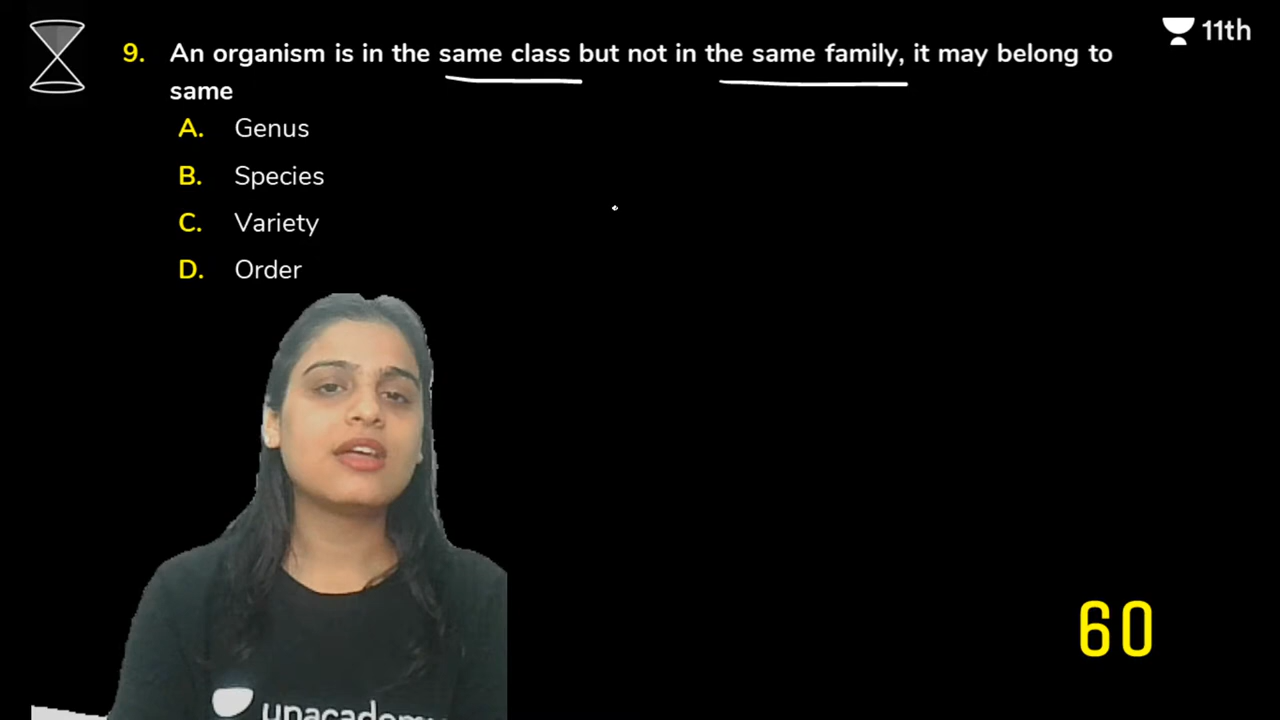 11th
9. An organism is in the same class but not in the same family, it may belong to
same
A. Genus
B. Species
C. Variety
D. Order
60
unacademy